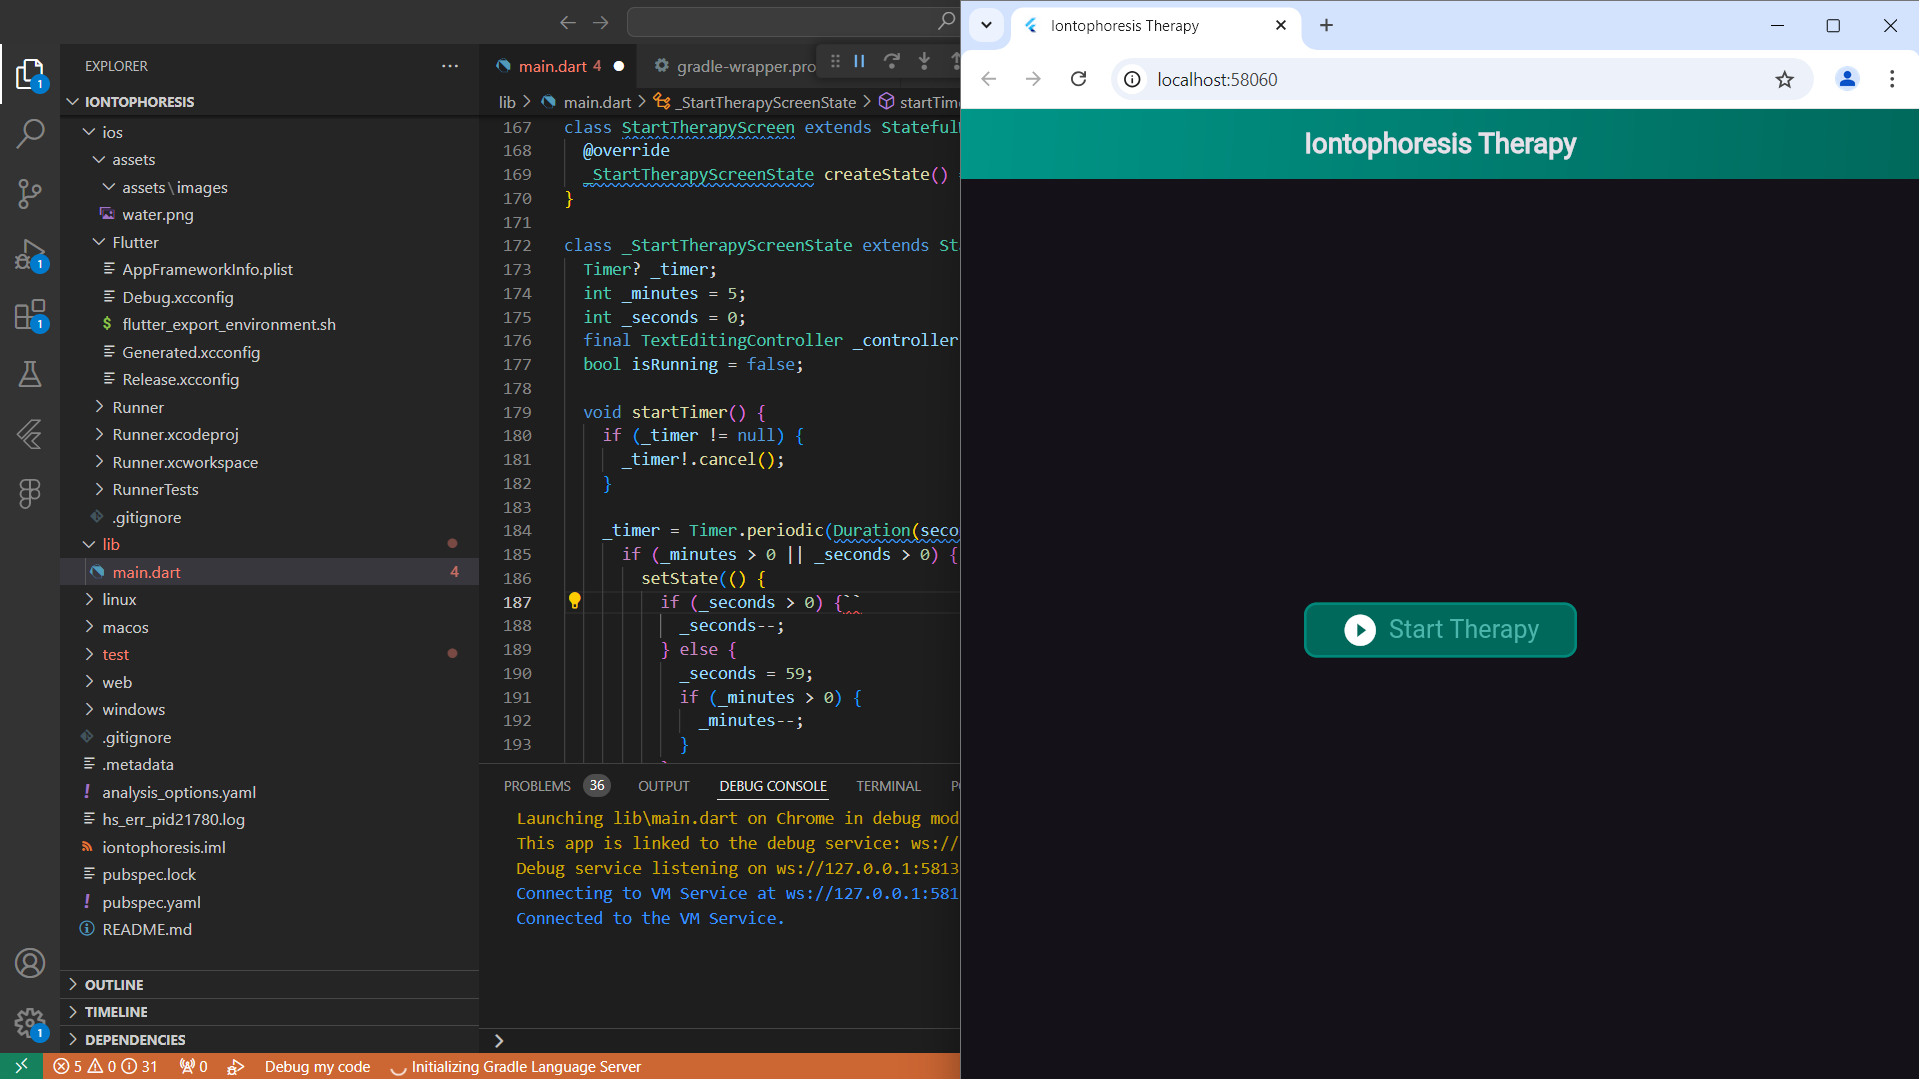 EXPLORER
IONTOPHORESIS
ios
assets
assets\images
water.png
Flutter
AppFrameworkInfo.plist
Debug.xcconfig
flutter_export_environment.sh
Generated.xcconfig
Release.xcconfig
Runner
Runner.xcodeproj
Runner.xcworkspace
RunnerTests
.gitignore
lib
main.dart 4
linux
macos
test
web
windows
.gitignore
.metadata
analysis_options.yaml
hs_err_pid21780.log
iontophoresis.iml
pubspec.lock
pubspec.yaml
README.md
OUTLINE
TIMELINE
DEPENDENCIES
1
1
1
1
main.dart 4
gradle-wrapper.pro
lib > main.dart > _StartTherapyScreenState > startTim
167 class StartTherapyScreen extends Stateful
168 @override
169 _StartTherapyScreenState createState()
170 }
171
172 class _StartTherapyScreenState extends St
173 Timer? _timer;
174 int _minutes = 5;
175 int _seconds = 0;
176 final TextEditingController _controller
177 bool isRunning = false;
178
179 void startTimer() {
180 if (_timer != null) {
181 _timer!.cancel();
182 }
183
184 _timer = Timer.periodic(Duration(seco
185 if (_minutes > 0 || _seconds > 0) {
186 setState(() {
187 if (_seconds > 0) {``
188 _seconds--;
189 } else {
190 _seconds = 59;
191 if (_minutes > 0) {
192 _minutes--;
193 }
PROBLEMS 36 OUTPUT DEBUG CONSOLE TERMINAL
Launching lib\main.dart on Chrome in debug mod
This app is linked to the debug service: ws://
Debug service listening on ws://127.0.0.1:5813
Connecting to VM Service at ws://127.0.0.1:581
Connected to the VM Service.
5 0 31 0 Debug my code Initializing Gradle Language Server
Iontophoresis Therapy
localhost:58060
Iontophoresis Therapy
Start Therapy